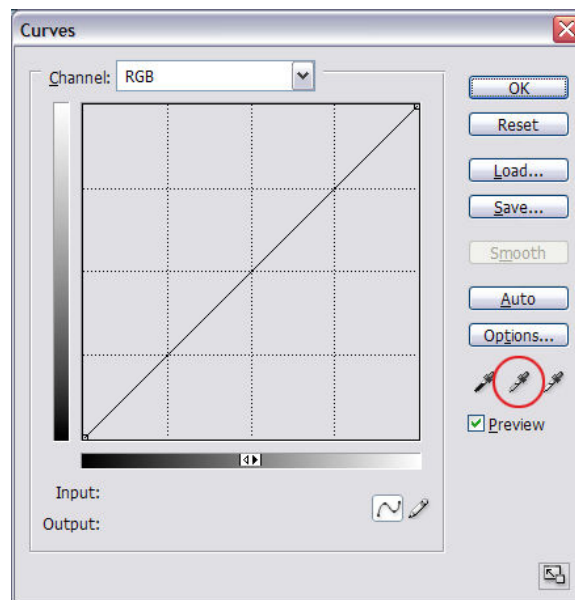 Curves
Channel: RGB
OK
Reset
Load...
Save...
Smooth
Auto
Options...
Preview
Input:
Output: